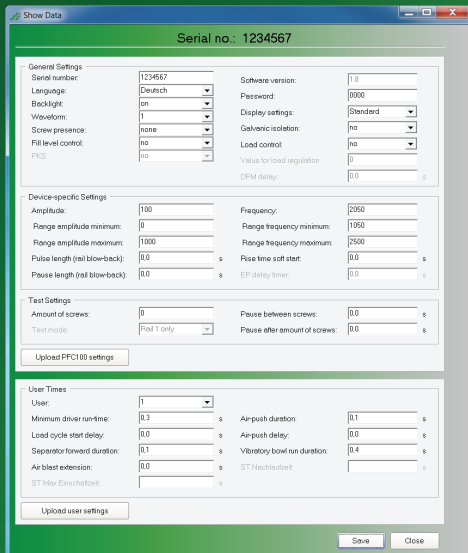 Show Data
Serial no.: 1234567
General Settings
Serial number: 1234567
Language: Deutsch
Backlight: on
Waveform: 1
Screw presence: none
Fill level control: no
PKS: no
Software version: 1.8
Password: 0000
Display settings: Standard
Galvanic isolation: no
Load control: no
Value for load regulation: 0
DFM delay: 0,0 s
Device-specific Settings
Amplitude: 100
Range amplitude minimum: 0
Range amplitude maximum: 1000
Pulse length (rail blow-back): 0,0 s
Pause length (rail blow-back): 0,0 s
Frequency: 2050
Range frequency minimum: 1050
Range frequency maximum: 2500
Rise time soft start: 0,0 s
EP delay timer: 0,0 s
Test Settings
Amount of screws: 0
Test mode: Rail 1 only
Pause between screws: 0,0 s
Pause after amount of screws: 0,0 s
Upload PFC100 settings
User Times
User: 1
Minimum driver run-time: 0,3 s
Load cycle start delay: 0,0 s
Separator forward duration: 0,1 s
Air blast extension: 0,0 s
ST Max Einschaltzeit: s
Air-push duration: 0,1 s
Air-push delay: 0,0 s
Vibratory bowl run duration: 0,4 s
ST Nachlaufzeit: s
Upload user settings
Save
Close